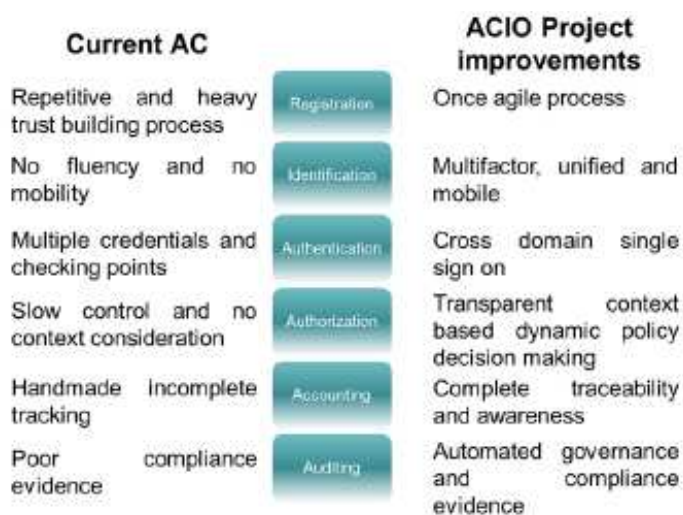 Current AC
ACIO Project
improvements
Repetitive and heavy
trust building process
Registration
Once agile process
No fluency and no
mobility
Identification
Multifactor, unified and
mobile
Multiple credentials and
checking points
Authentication
Cross domain single
sign on
Slow control and no
context consideration
Authorization
Transparent context
based dynamic policy
decision making
Handmade incomplete
tracking
Accounting
Complete traceability
and awareness
Poor compliance
evidence
Auditing
Automated governance
and compliance
evidence